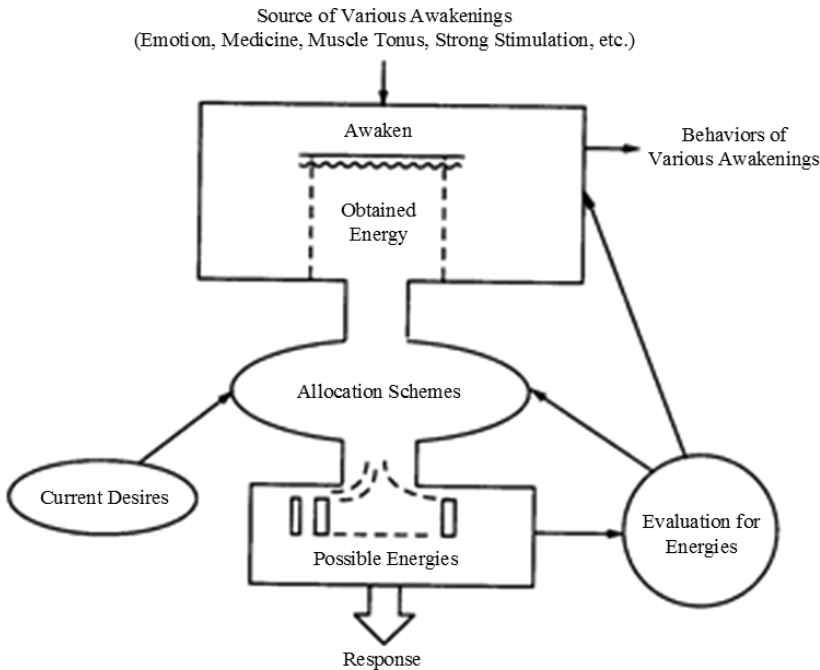 Source of Various Awakenings
(Emotion, Medicine, Muscle Tonus, Strong Stimulation, etc.)
Awaken
Behaviors of
Various Awakenings
Obtained
Energy
Allocation Schemes
Current Desires
Evaluation for
Energies
Possible Energies
Response